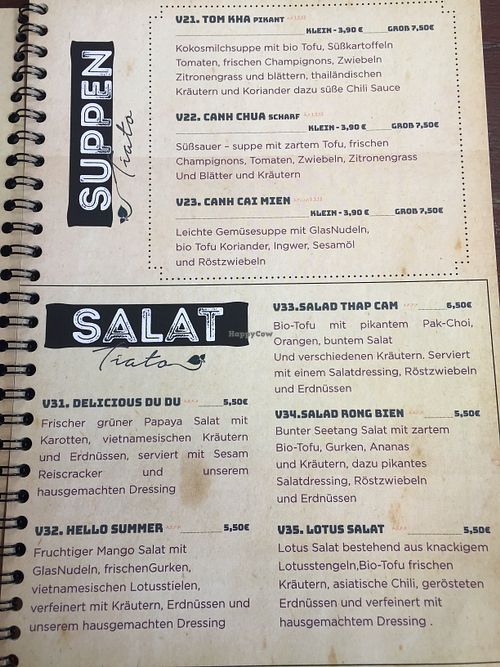 SUPPEN
Tiato
V21. TOM KHA PIKANT
KLEIN - 3,90 € GROß 7,50€
Kokosmilchsuppe mit bio Tofu, Süßkartoffeln
Tomaten, frischen Champignons, Zwiebeln
Zitronengras und blättern, thailändischen
Kräutern und Koriander dazu süße Chili Sauce
V22. CANH CHUA SCHARF
KLEIN - 3,90 € GROß 7,50€
Süßsauer – suppe mit zartem Tofu, frischen
Champignons, Tomaten, Zwiebeln, Zitronengrass
Und Blätter und Kräutern
V23. CANH CAI MIEN
KLEIN - 3,90 € GROß 7,50€
Leichte Gemüsesuppe mit GlasNudeln,
bio Tofu Koriander, Ingwer, Sesamöl
und Röstzwiebeln
SALAT
Tiato
HappyCow
V31. DELICIOUS DU DU 5,50€
Frischer grüner Papaya Salat mit
Karotten, vietnamesischen Kräutern
und Erdnüssen, serviert mit Sesam
Reiscracker und unserem
hausgemachten Dressing
V32. HELLO SUMMER 5,50€
Fruchtiger Mango Salat mit
GlasNudeln, frischenGurken,
vietnamesischen Lotusstielen,
verfeinert mit Kräutern, Erdnüssen und
unserem hausgemachten Dressing
V33.SALAD THAP CAM 6,50€
Bio-Tofu mit pikantem Pak-Choi,
Orangen, buntem Salat
Und verschiedenen Kräutern. Serviert
mit einem Salatdressing, Röstzwiebeln
und Erdnüssen
V34.SALAD RONG BIEN 5,50€
Bunter Seetang Salat mit zartem
Bio-Tofu, Gurken, Ananas
und Kräutern, dazu pikantes
Salatdressing, Röstzwiebeln
und Erdnüssen
V35. LOTUS SALAT 5,50€
Lotus Salat bestehend aus knackigem
Lotusstengeln,Bio-Tofu frischen
Kräutern, asiatische Chili, gerösteten
Erdnüssen und verfeinert mit
hausgemachtem Dressing .